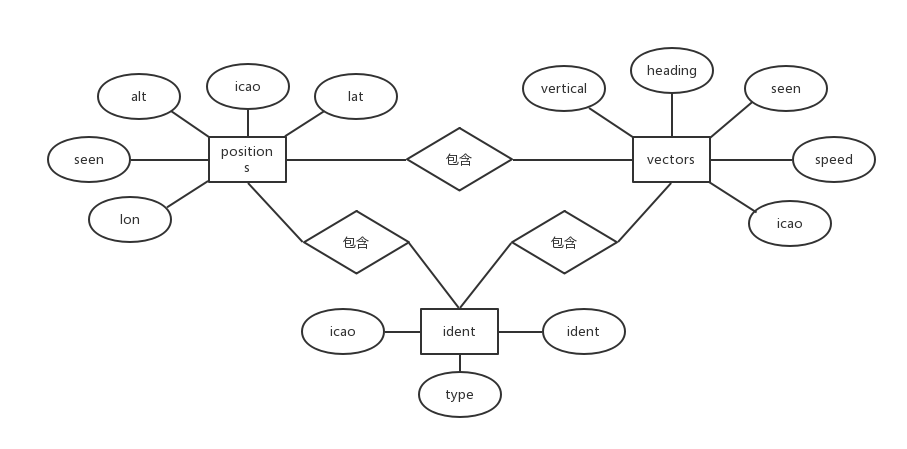 heading
icao
vertical
seen
alt
lat
position
s
包含
vectors
seen
speed
lon
icao
包含
包含
icao
ident
ident
type